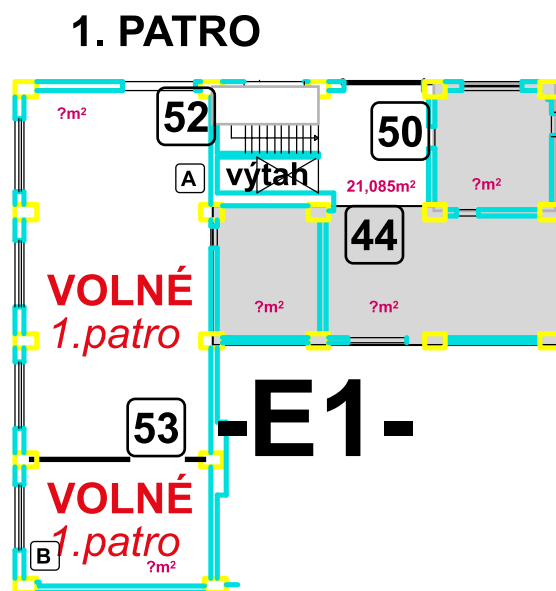 1. PATRO
?m²
52
50
A
výtah
21,085m²
?m²
44
VOLNÉ
1.patro
?m²
?m²
-E1-
53
VOLNÉ
1.patro
B
?m²